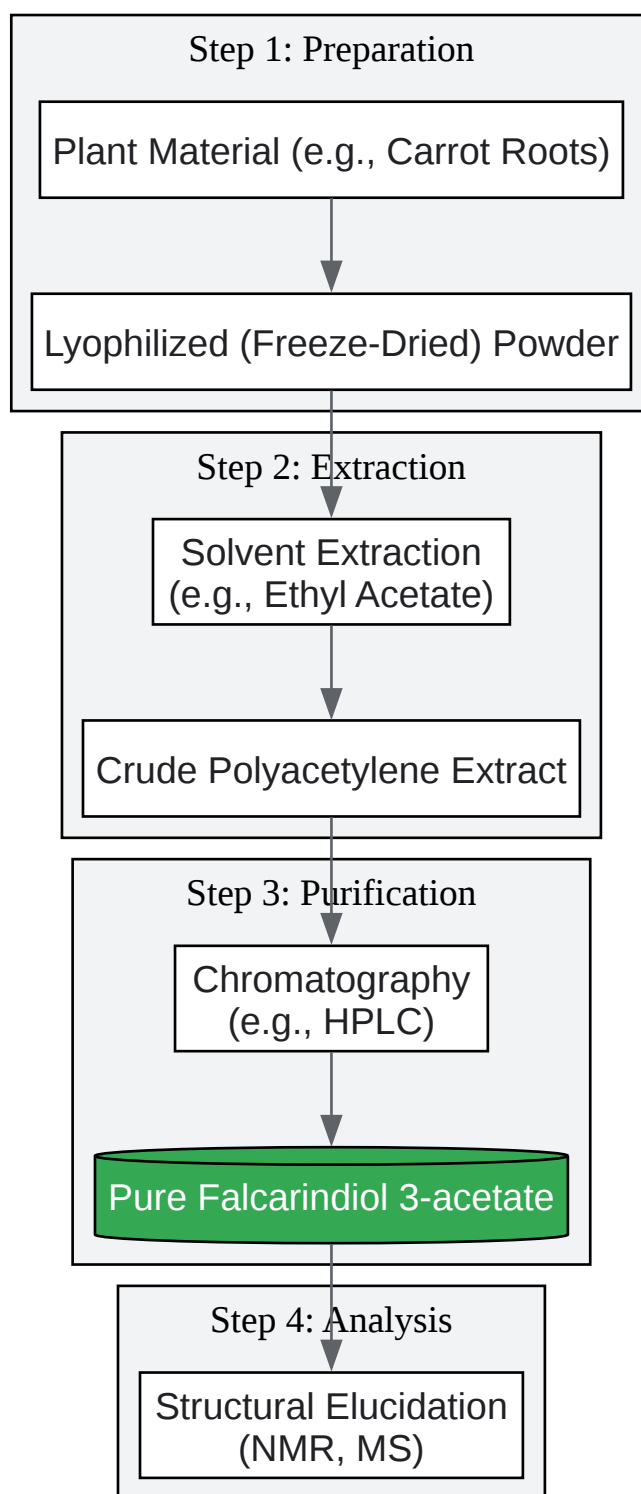 Step 1: Preparation
Plant Material (e.g., Carrot Roots)
Lyophilized (Freeze-Dried) Powder
Step 2: Extraction
Solvent Extraction
(e.g., Ethyl Acetate)
Crude Polyacetylene Extract
Step 3: Purification
Chromatography
(e.g., HPLC)
Pure Falcarindiol 3-acetate
Step 4: Analysis
Structural Elucidation
(NMR, MS)